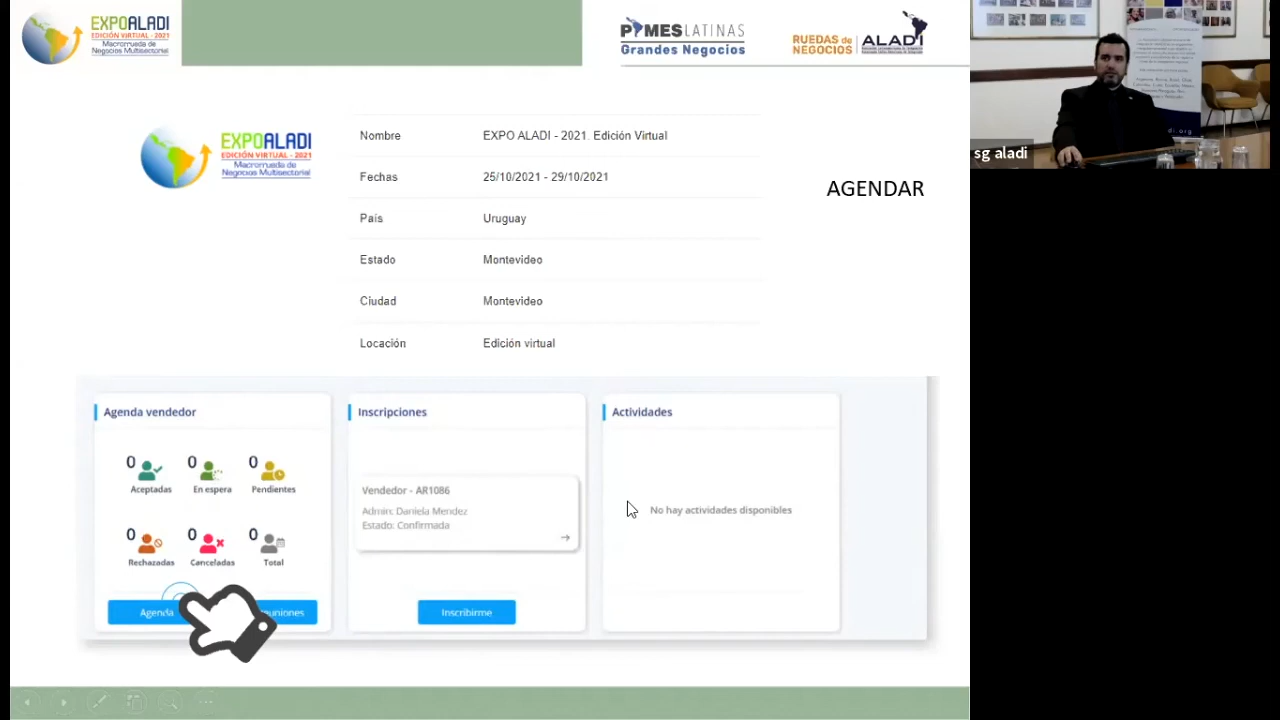 EXPOALADI
EDICIÓN VIRTUAL - 2021
Macrorrueda de
Negocios Multisectorial
PYMESLATINAS
Grandes Negocios
RUEDAS de
NEGOCIOS
ALADI
sg aladi
EXPOALADI
EDICIÓN VIRTUAL - 2021
Macrorrueda de
Negocios Multisectorial
Nombre EXPO ALADI - 2021. Edición Virtual
Fechas 25/10/2021 - 29/10/2021
País Uruguay
Estado Montevideo
Ciudad Montevideo
Locación Edición virtual
AGENDAR
Agenda vendedor
0 0 0
Aceptadas En espera Pendientes
0 0 0
Rechazadas Canceladas Total
Agenda
Inscripciones
Vendedor - AR1086
Admin: Daniela Mendez
Estado: Confirmada
Inscribirme
Actividades
No hay actividades disponibles